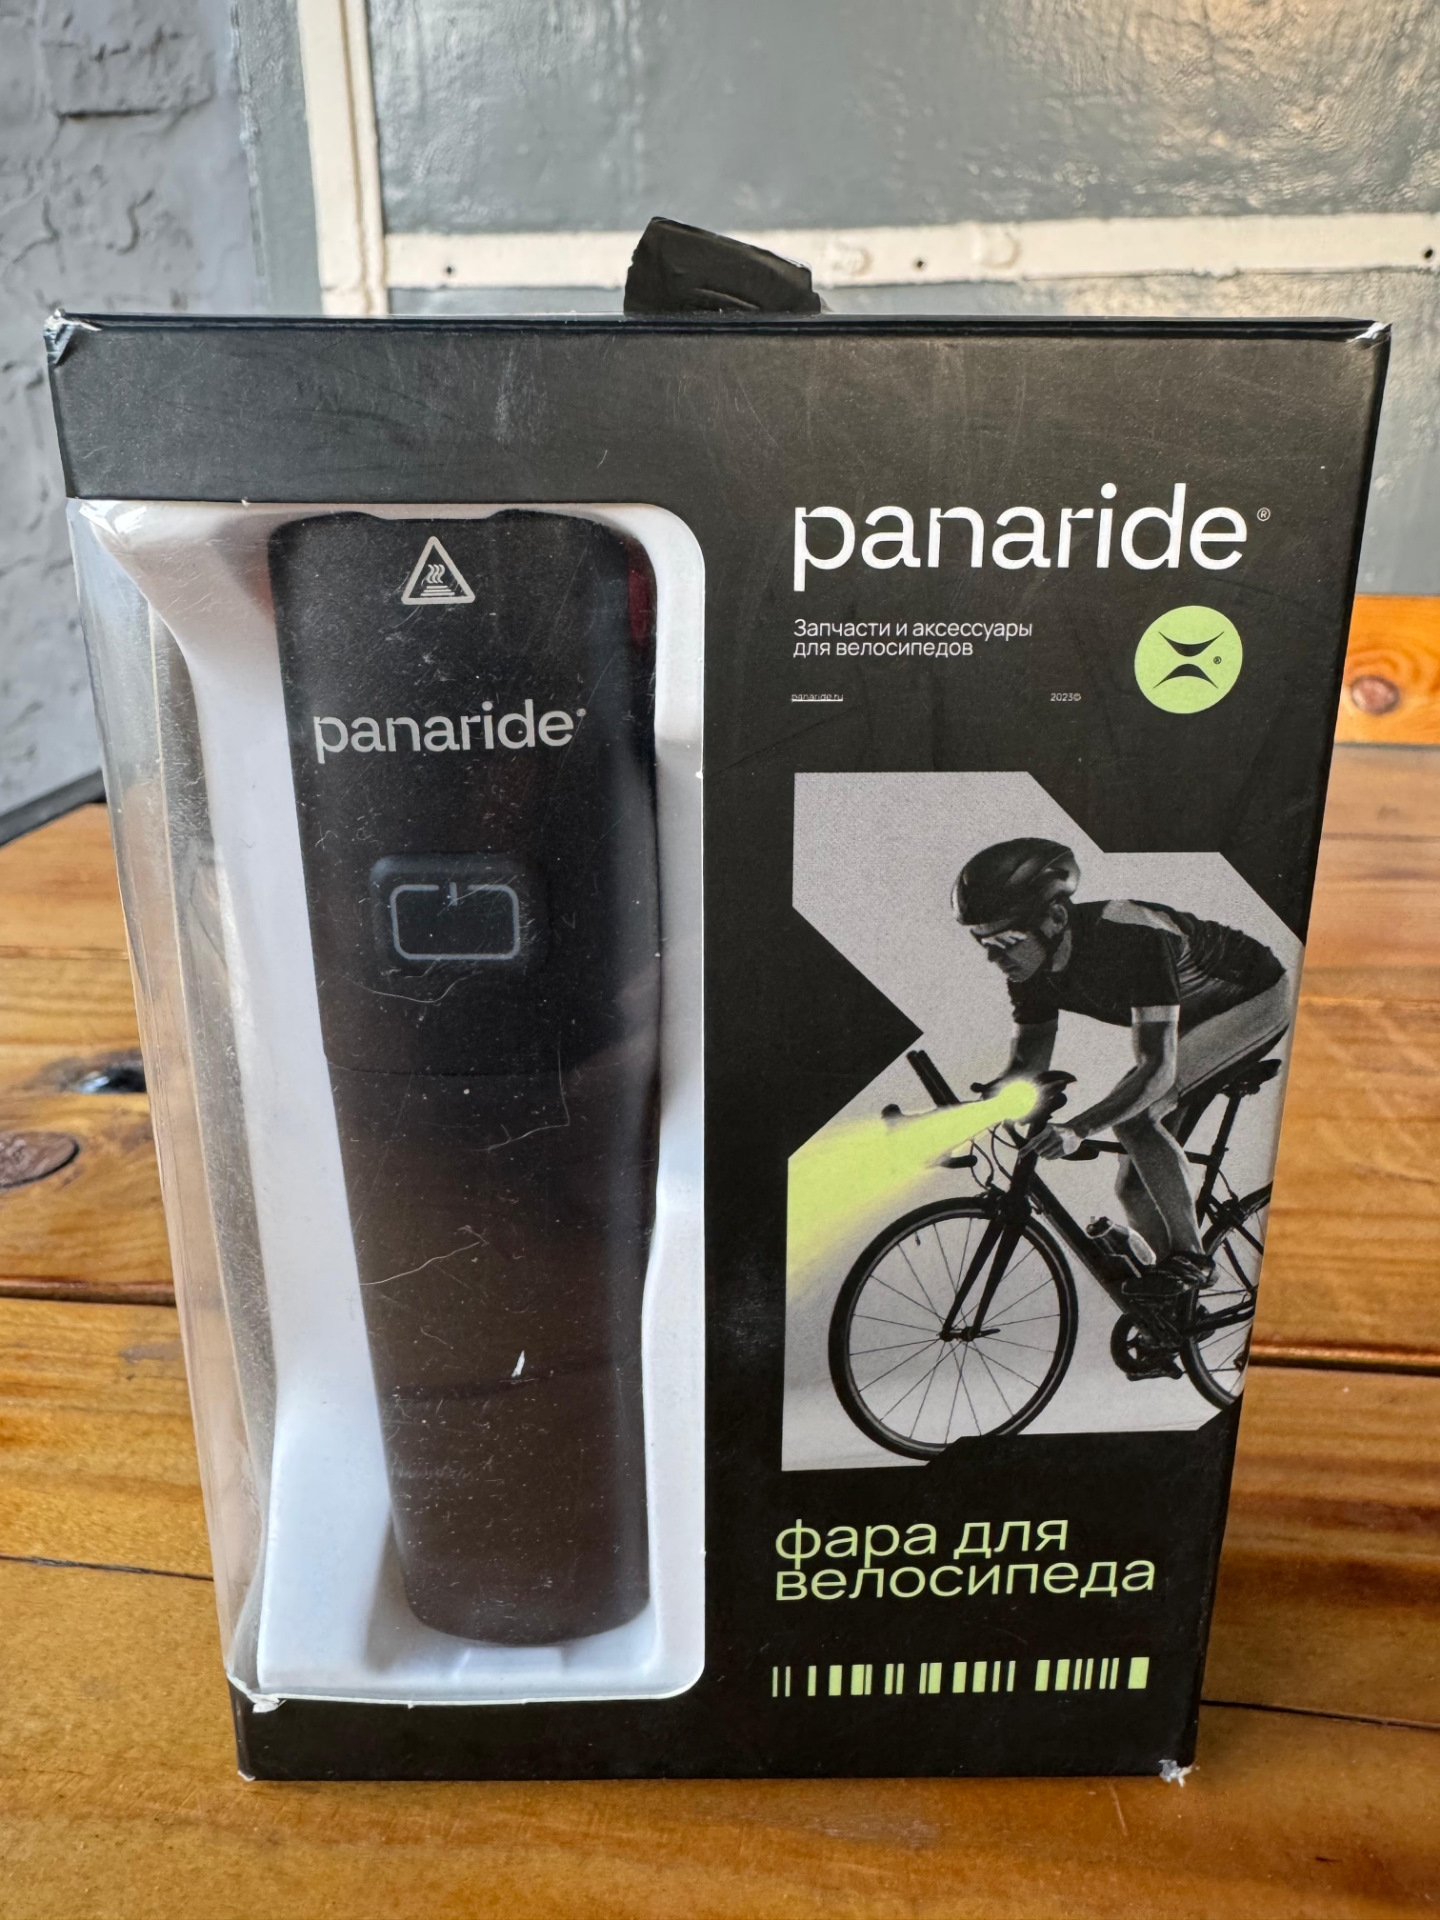 panaride®
Запчасти и аксессуары
для велосипедов
panaride.ru
2023©
®
panaride®
фара для
велосипеда